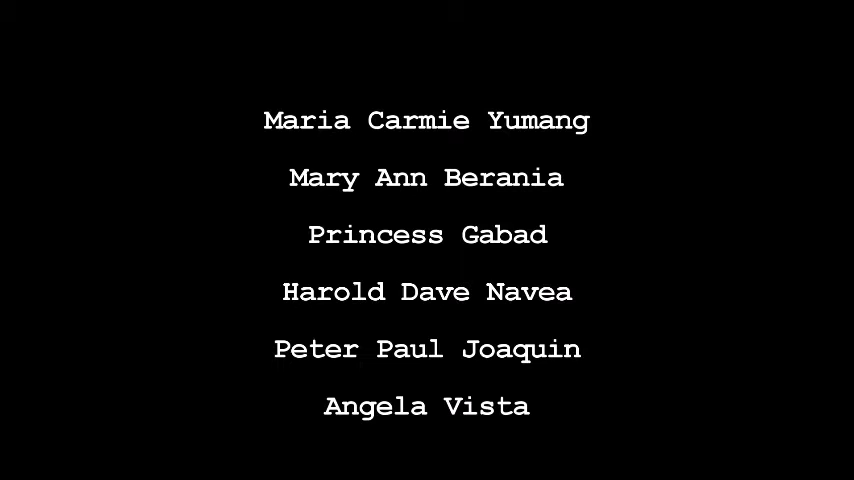 Maria Carmie Yumang
Mary Ann Berania
Princess Gabad
Harold Dave Navea
Peter Paul Joaquin
Angela Vista